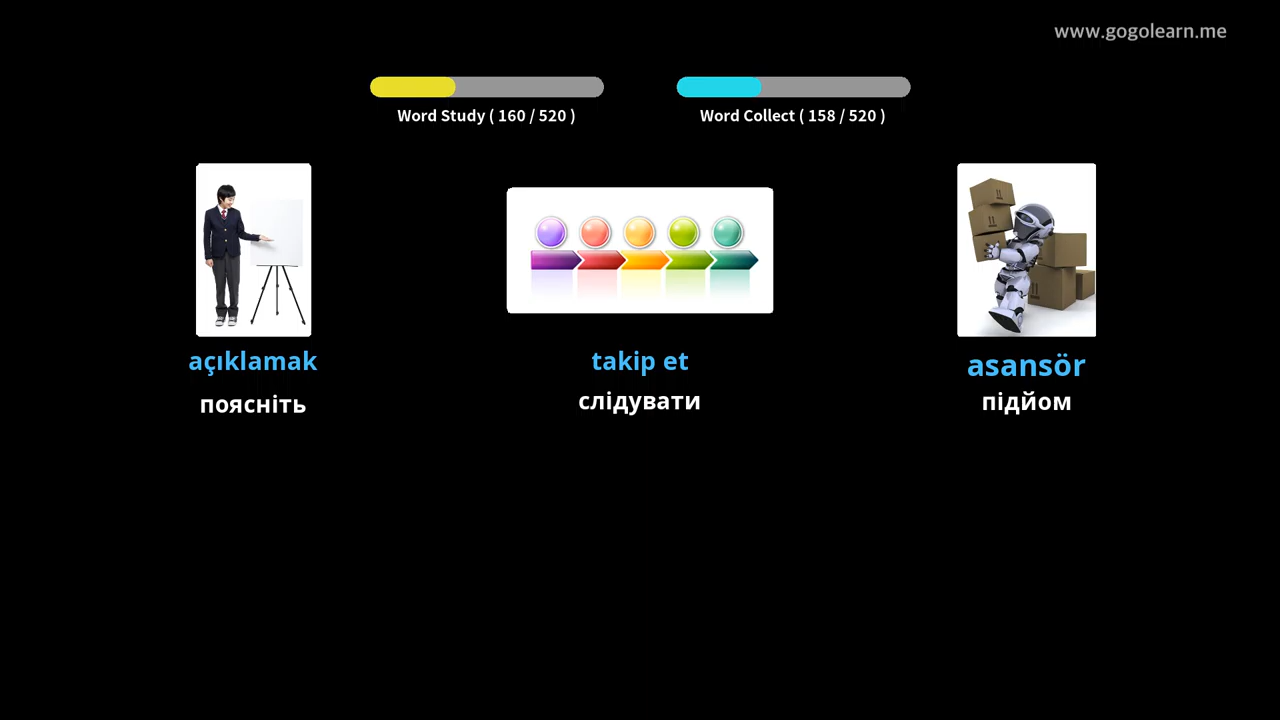 www.gogolearn.me
Word Study ( 160 / 520 )
Word Collect ( 158 / 520 )
açıklamak
takip et
asansör
поясніть
слідувати
підйом